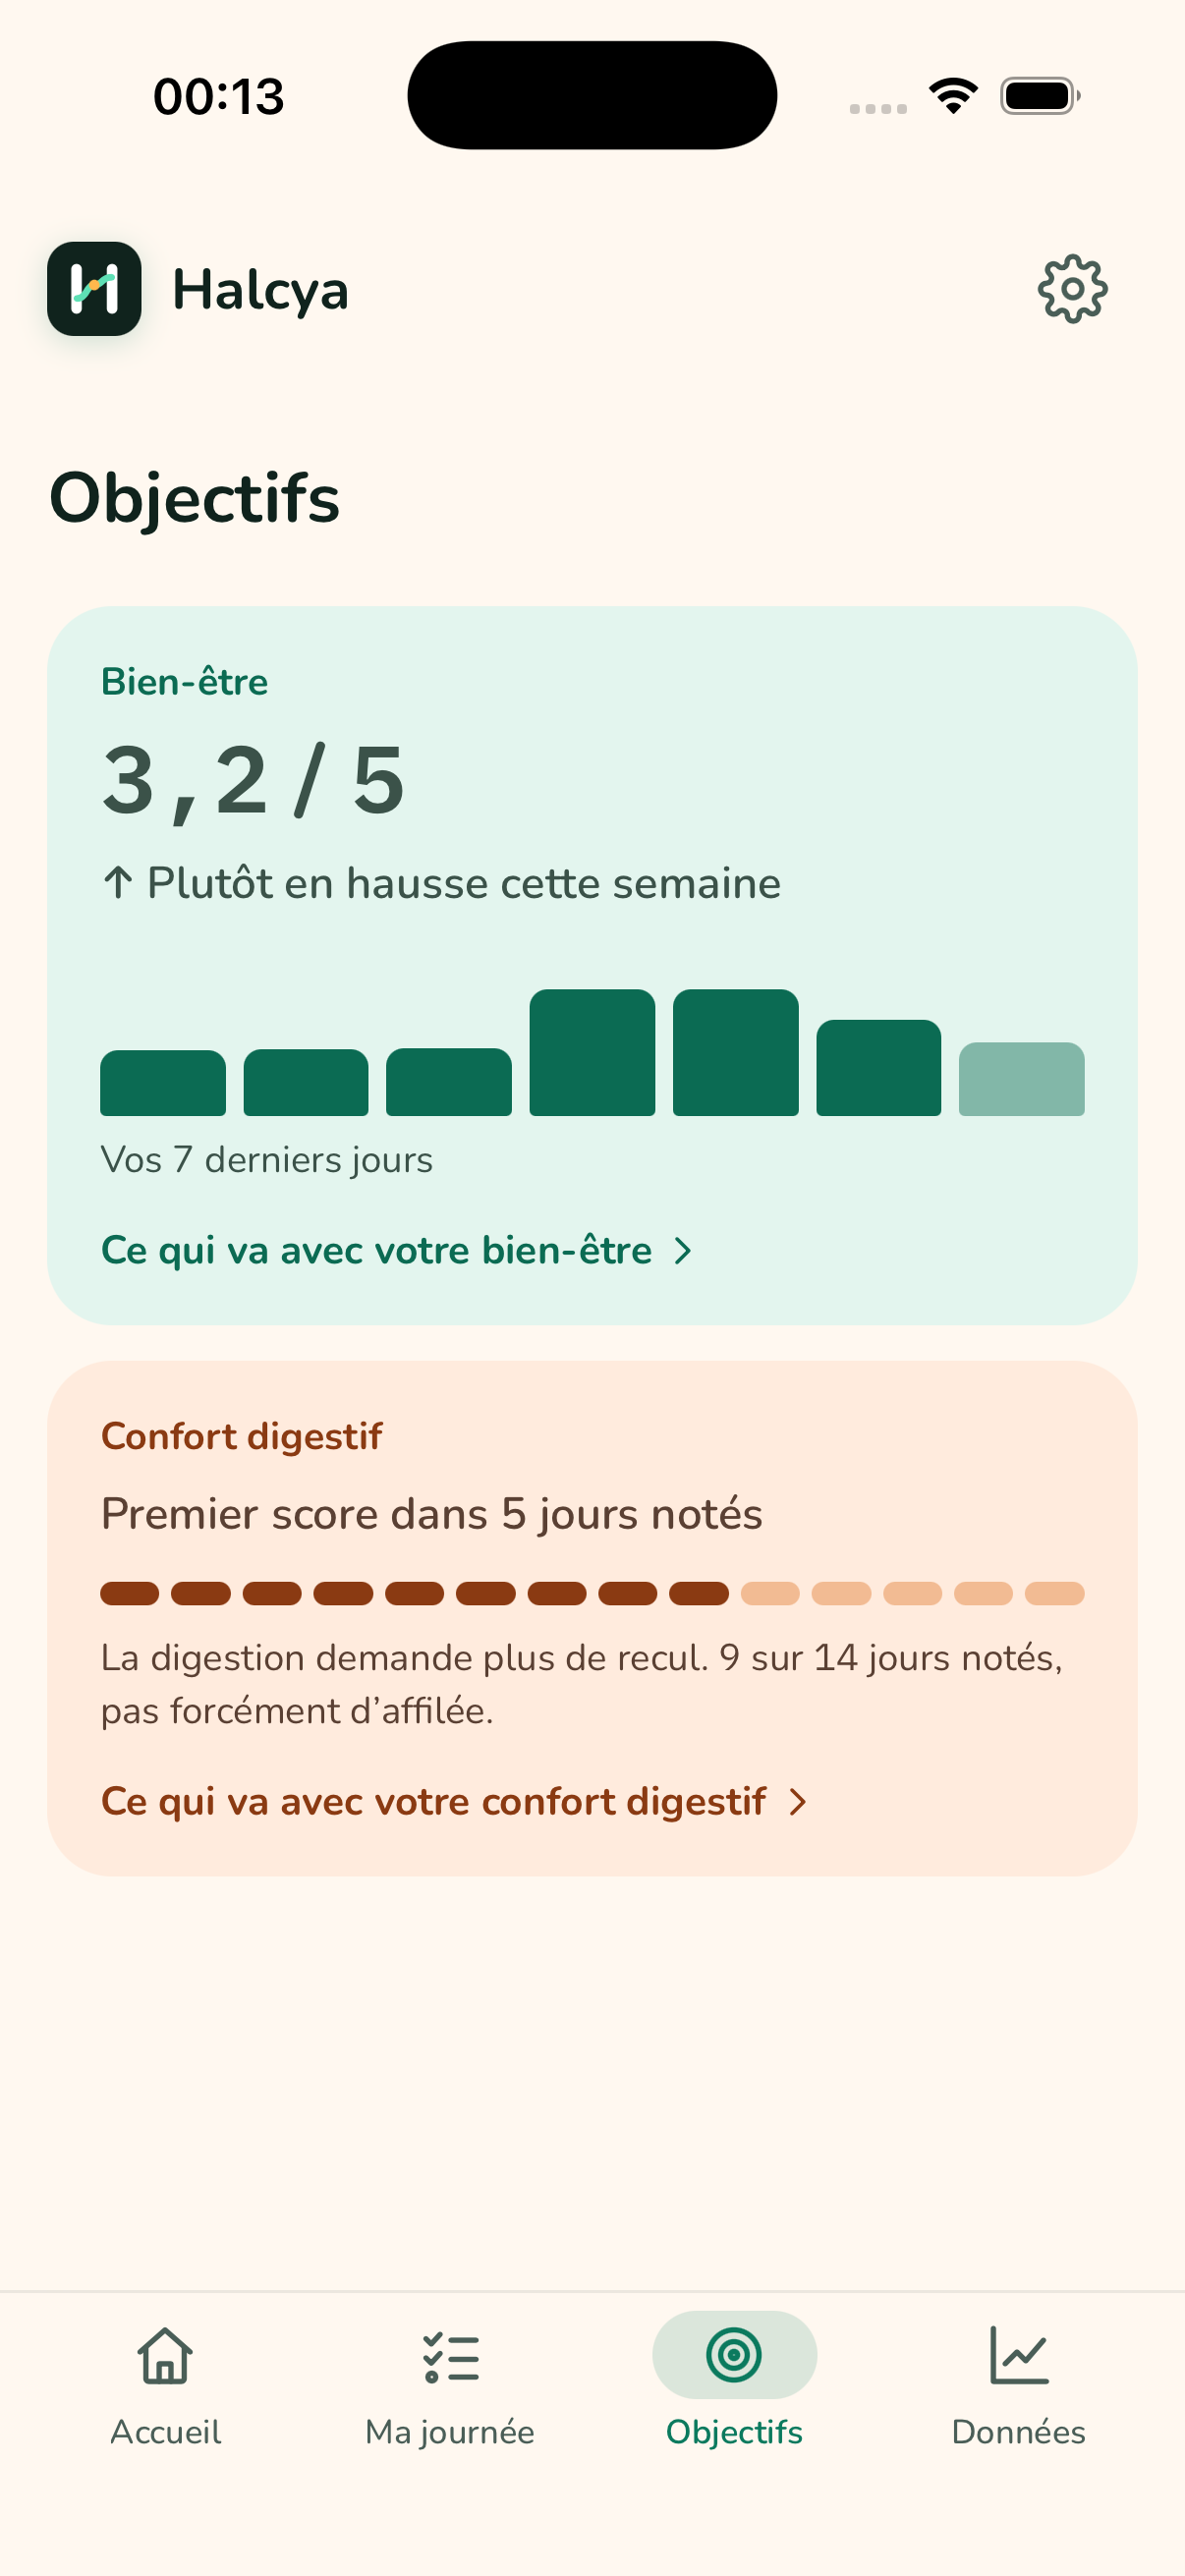 00:13
Halcya
Objectifs
Bien-être
3,2 / 5
↑ Plutôt en hausse cette semaine
Vos 7 derniers jours
Ce qui va avec votre bien-être
Confort digestif
Premier score dans 5 jours notés
La digestion demande plus de recul. 9 sur 14 jours notés,
pas forcément d’affilée.
Ce qui va avec votre confort digestif
Accueil
Ma journée
Objectifs
Données